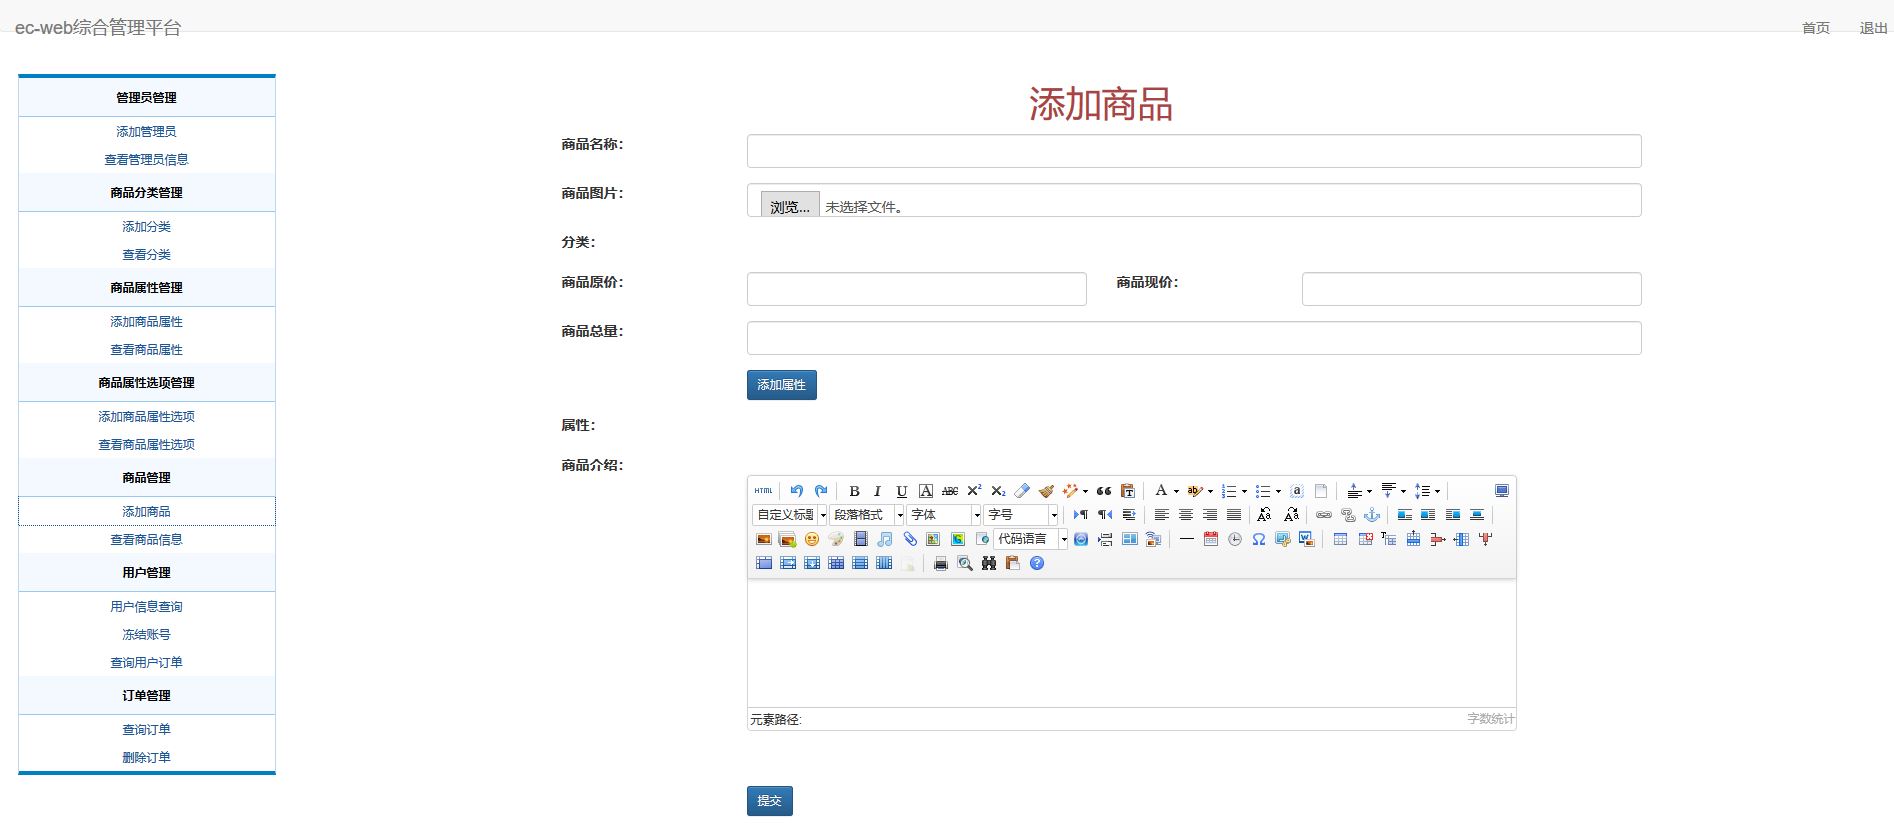 ec-web综合管理平台
首页
退出
管理员管理
添加管理员
查看管理员信息
商品分类管理
添加分类
查看分类
商品属性管理
添加商品属性
查看商品属性
商品属性选项管理
添加商品属性选项
查看商品属性选项
商品管理
添加商品
查看商品信息
用户管理
用户信息查询
冻结账号
查询用户订单
订单管理
查询订单
删除订单
添加商品
商品名称：
商品图片：
浏览... 未选择文件。
分类：
商品原价：
商品现价：
商品总量：
添加属性
属性：
商品介绍：
HTML B I U A ABC X² X₂
自定义标题 段落格式 字体 字号
代码语言
元素路径:
字数统计
提交